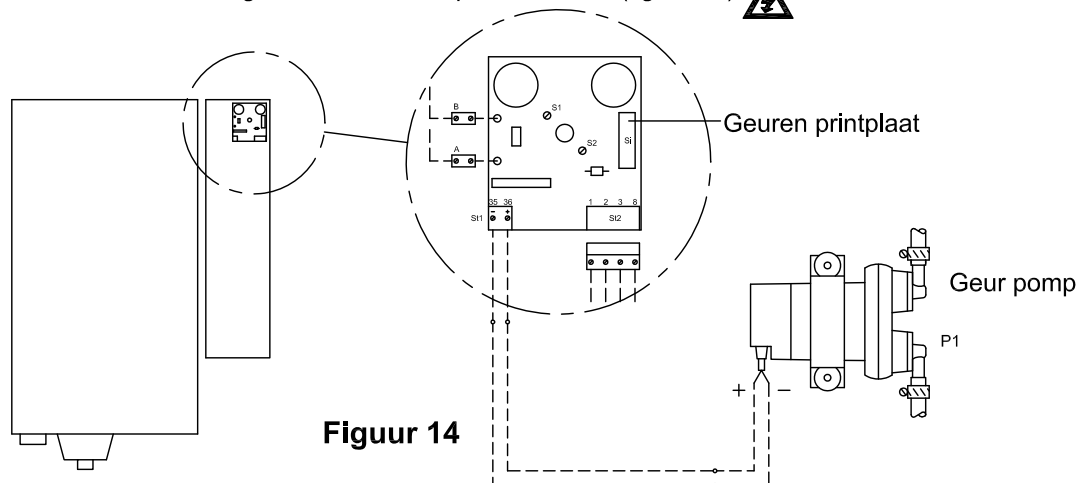 B
S1
Geuren printplaat
Si
A
S2
35 36
1 2 3 8
- +
St1
St2
Geur pomp
P1
+ -
Figuur 14